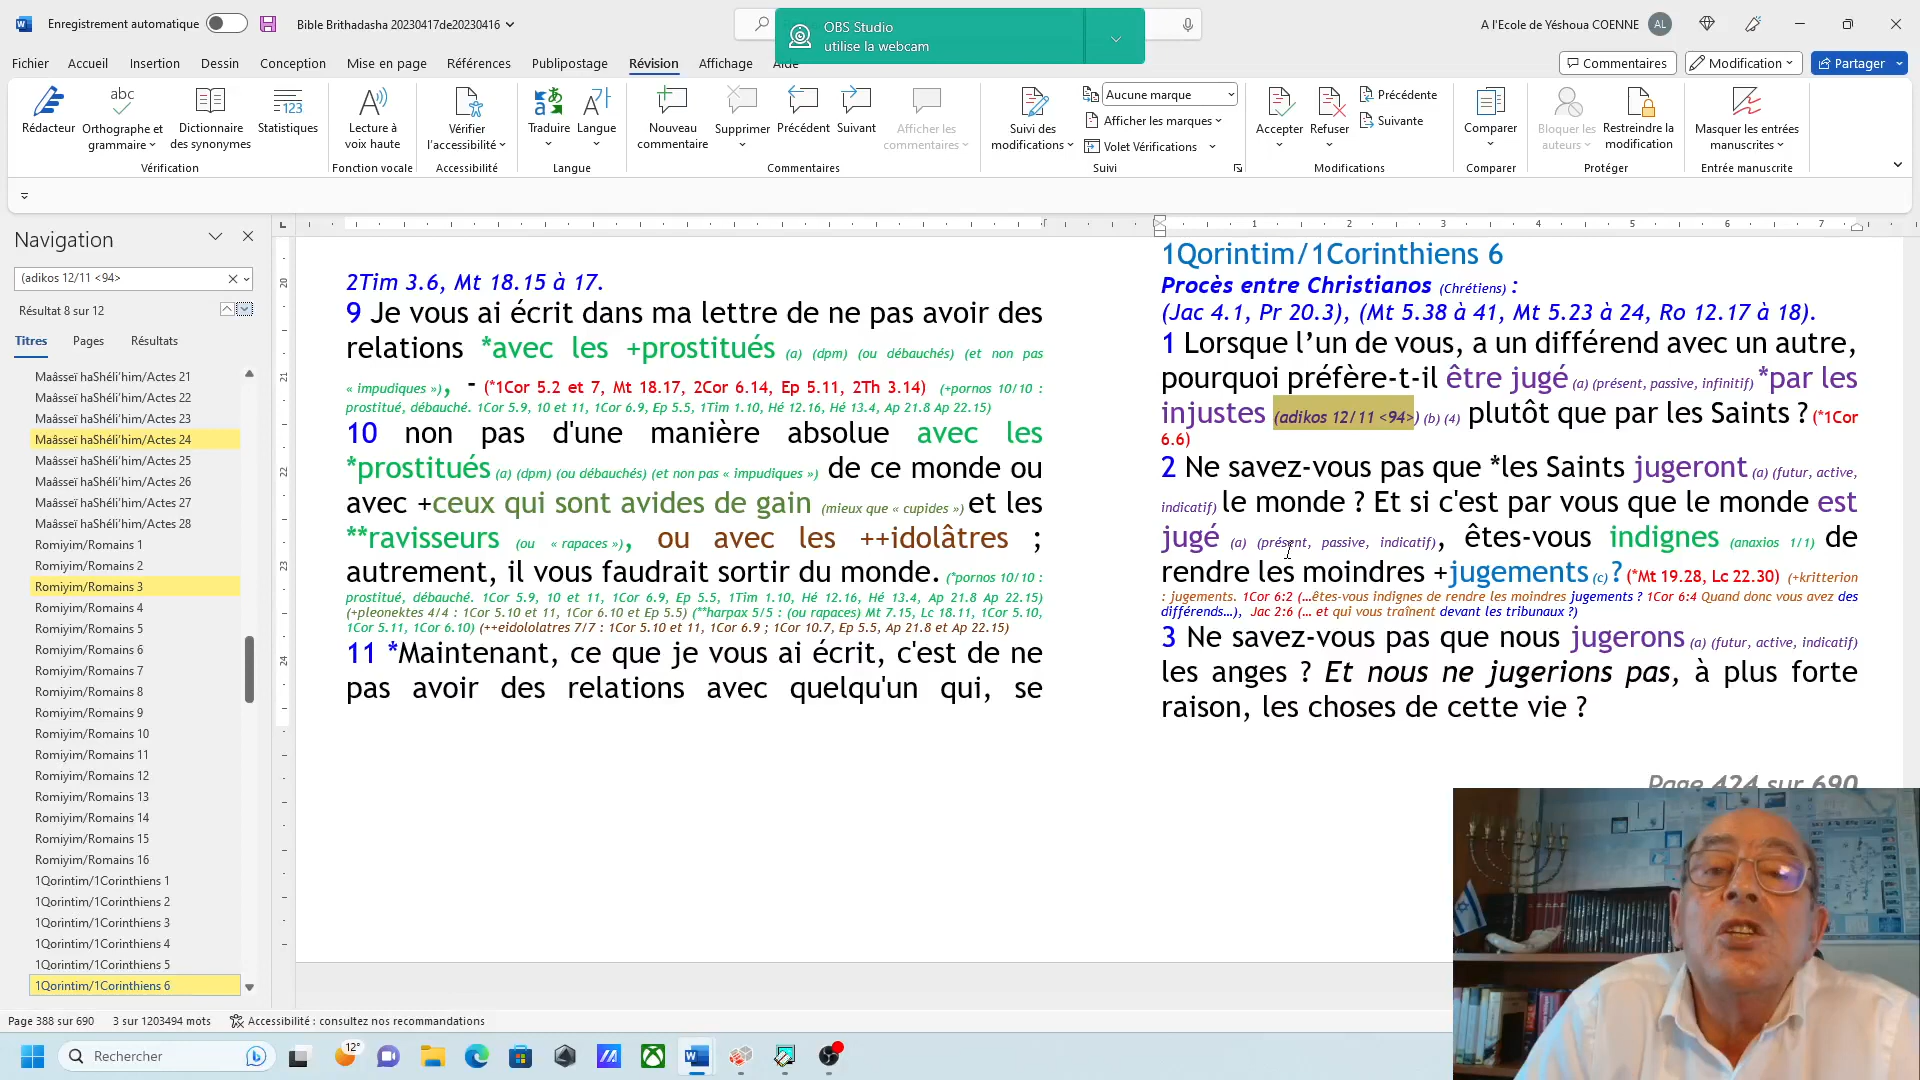 Enregistrement automatique
Bible Brithadasha 20230417de20230416
OBS Studio
utilise la webcam
A l'Ecole de Yéshoua COENNE
AL
Fichier Accueil Insertion Dessin Conception Mise en page Références Publipostage Révision Affichage Aide
Commentaires
Modification
Partager
Rédacteur
Orthographe et grammaire
Dictionnaire des synonymes
Statistiques
Vérification
Lecture à voix haute
Fonction vocale
Vérifier l'accessibilité
Accessibilité
Traduire
Langue
Langue
Nouveau commentaire
Supprimer
Précédent
Suivant
Afficher les commentaires
Commentaires
Suivi des modifications
Aucune marque
Afficher les marques
Volet Vérifications
Suivi
Accepter
Refuser
Précédente
Suivante
Modifications
Comparer
Comparer
Bloquer les auteurs
Restreindre la modification
Protéger
Masquer les entrées manuscrites
Entrée manuscrite
Navigation
(adikos 12/11 <94>
Résultat 8 sur 12
Titres Pages Résultats
Maâsseï haShéli'him/Actes 21
Maâsseï haShéli'him/Actes 22
Maâsseï haShéli'him/Actes 23
Maâsseï haShéli'him/Actes 24
Maâsseï haShéli'him/Actes 25
Maâsseï haShéli'him/Actes 26
Maâsseï haShéli'him/Actes 27
Maâsseï haShéli'him/Actes 28
Romiyim/Romains 1
Romiyim/Romains 2
Romiyim/Romains 3
Romiyim/Romains 4
Romiyim/Romains 5
Romiyim/Romains 6
Romiyim/Romains 7
Romiyim/Romains 8
Romiyim/Romains 9
Romiyim/Romains 10
Romiyim/Romains 11
Romiyim/Romains 12
Romiyim/Romains 13
Romiyim/Romains 14
Romiyim/Romains 15
Romiyim/Romains 16
1Qorintim/1Corinthiens 1
1Qorintim/1Corinthiens 2
1Qorintim/1Corinthiens 3
1Qorintim/1Corinthiens 4
1Qorintim/1Corinthiens 5
1Qorintim/1Corinthiens 6
1 2 3 4 5 6 7
20
21
22
23
24
2Tim 3.6, Mt 18.15 à 17.
9 Je vous ai écrit dans ma lettre de ne pas avoir des
relations *avec les +prostitués (a) (dpm) (ou débauchés) (et non pas
« impudiques »), - (*1Cor 5.2 et 7, Mt 18.17, 2Cor 6.14, Ep 5.11, 2Th 3.14) (+pornos 10/10 :
prostitué, débauché. 1Cor 5.9, 10 et 11, 1Cor 6.9, Ep 5.5, 1Tim 1.10, Hé 12.16, Hé 13.4, Ap 21.8 Ap 22.15)
10 non pas d'une manière absolue avec les
*prostitués (a) (dpm) (ou débauchés) (et non pas « impudiques ») de ce monde ou
avec +ceux qui sont avides de gain (mieux que « cupides ») et les
**ravisseurs (ou « rapaces »), ou avec les ++idolâtres ;
autrement, il vous faudrait sortir du monde. (*pornos 10/10 :
prostitué, débauché. 1Cor 5.9, 10 et 11, 1Cor 6.9, Ep 5.5, 1Tim 1.10, Hé 12.16, Hé 13.4, Ap 21.8 Ap 22.15)
(+pleonektes 4/4 : 1Cor 5.10 et 11, 1Cor 6.10 et Ep 5.5) (**harpax 5/5 : (ou rapaces) Mt 7.15, Lc 18.11, 1Cor 5.10,
1Cor 5.11, 1Cor 6.10) (++eidololatres 7/7 : 1Cor 5.10 et 11, 1Cor 6.9 ; 1Cor 10.7, Ep 5.5, Ap 21.8 et Ap 22.15)
11 *Maintenant, ce que je vous ai écrit, c'est de ne
pas avoir des relations avec quelqu'un qui, se
1Qorintim/1Corinthiens 6
Procès entre Christianos (Chrétiens) :
(Jac 4.1, Pr 20.3), (Mt 5.38 à 41, Mt 5.23 à 24, Ro 12.17 à 18).
1 Lorsque l’un de vous, a un différend avec un autre,
pourquoi préfère-t-il être jugé (a) (présent, passive, infinitif) *par les
injustes (adikos 12/11 <94>) (b) (4) plutôt que par les Saints ? (*1Cor
6.6)
2 Ne savez-vous pas que *les Saints jugeront (a) (futur, active,
indicatif) le monde ? Et si c'est par vous que le monde est
jugé (a) (présent, passive, indicatif), êtes-vous indignes (anaxios 1/1) de
rendre les moindres +jugements (c) ? (*Mt 19.28, Lc 22.30) (+kritterion
: jugements. 1Cor 6:2 (…êtes-vous indignes de rendre les moindres jugements ? 1Cor 6:4 Quand donc vous avez des
différends…), Jac 2:6 (… et qui vous traînent devant les tribunaux ?)
3 Ne savez-vous pas que nous jugerons (a) (futur, active, indicatif)
les anges ? Et nous ne jugerions pas, à plus forte
raison, les choses de cette vie ?
Page 424 sur 690
Page 388 sur 690 3 sur 1203494 mots Accessibilité : consultez nos recommandations
Rechercher
12°